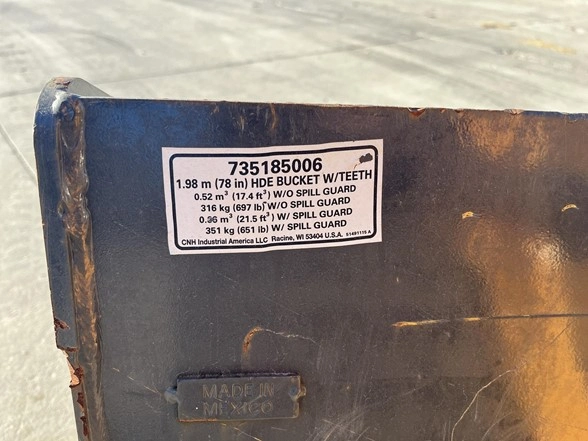 735185006
1.98 m (78 in) HDE BUCKET W/TEETH
0.52 m³ (17.4 ft³) W/O SPILL GUARD
316 kg (697 lb) W/O SPILL GUARD
0.36 m³ (21.5 ft³) W/ SPILL GUARD
351 kg (651 lb) W/ SPILL GUARD
CNH Industrial America LLC Racine, WI 53404 U.S.A. 51491115 A
MADE IN
MEXICO